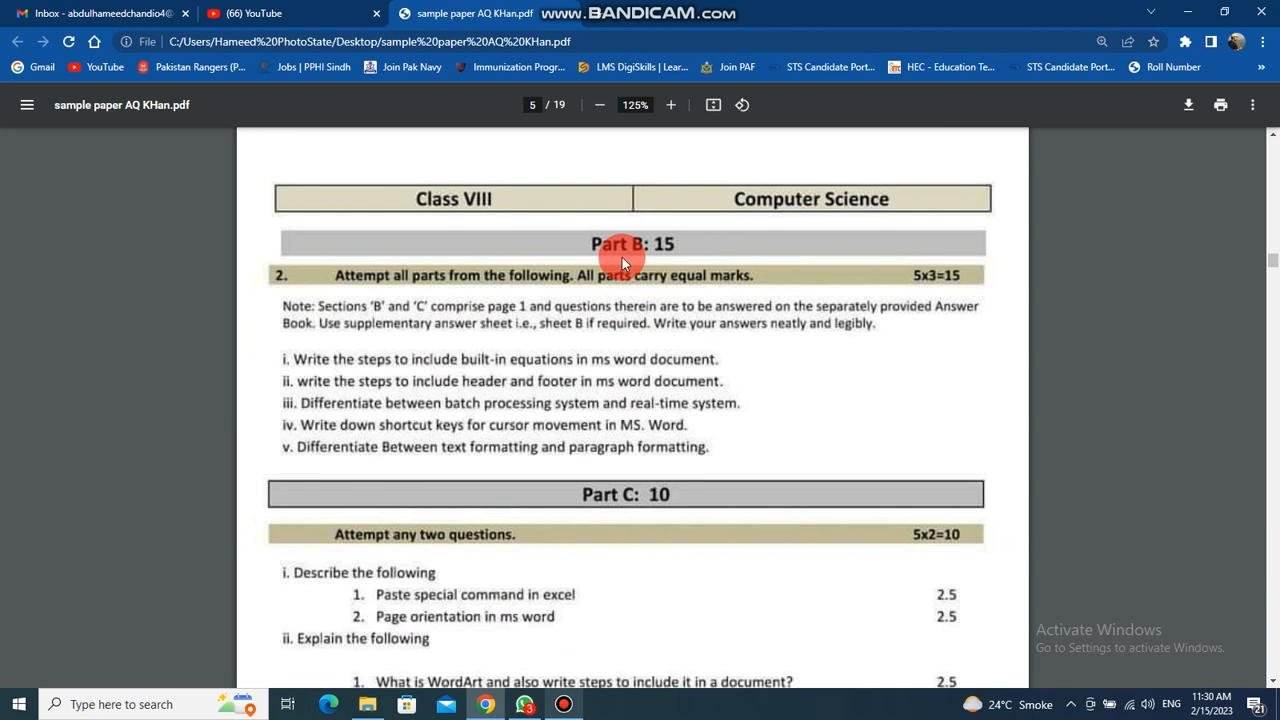 Inbox - abdulhameedchandio4@
(66) YouTube
sample paper AQ KHan.pdf
www.BANDICAM.com
File
C:/Users/Hameed%20PhotoState/Desktop/sample%20paper%20AQ%20KHan.pdf
Gmail
YouTube
Pakistan Rangers (P...
Jobs | PPHI Sindh
Join Pak Navy
Immunization Progr...
LMS DigiSkills | Lear...
Join PAF
STS Candidate Port...
HEC - Education Te...
STS Candidate Port...
Roll Number
»
sample paper AQ KHan.pdf
5 / 19
125%
Class VIII
Computer Science
Part B: 15
2. Attempt all parts from the following. All parts carry equal marks. 5x3=15
Note: Sections ‘B’ and ‘C’ comprise page 1 and questions therein are to be answered on the separately provided Answer
Book. Use supplementary answer sheet i.e., sheet B if required. Write your answers neatly and legibly.
i. Write the steps to include built-in equations in ms word document.
ii. write the steps to include header and footer in ms word document.
iii. Differentiate between batch processing system and real-time system.
iv. Write down shortcut keys for cursor movement in MS. Word.
v. Differentiate Between text formatting and paragraph formatting.
Part C: 10
Attempt any two questions. 5x2=10
i. Describe the following
1. Paste special command in excel 2.5
2. Page orientation in ms word 2.5
ii. Explain the following
1. What is WordArt and also write steps to include it in a document? 2.5
Activate Windows
Go to Settings to activate Windows.
Type here to search
3
24°C Smoke
ENG
11:30 AM
2/15/2023
21